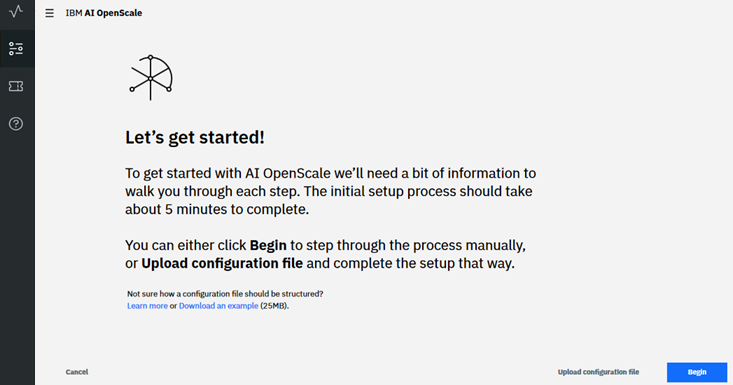 IBM AI OpenScale
Let's get started!
To get started with AI OpenScale we'll need a bit of information to
walk you through each step. The initial setup process should take
about 5 minutes to complete.
You can either click Begin to step through the process manually,
or Upload configuration file and complete the setup that way.
Not sure how a configuration file should be structured?
Learn more or Download an example (25MB).
Cancel
Upload configuration file
Begin